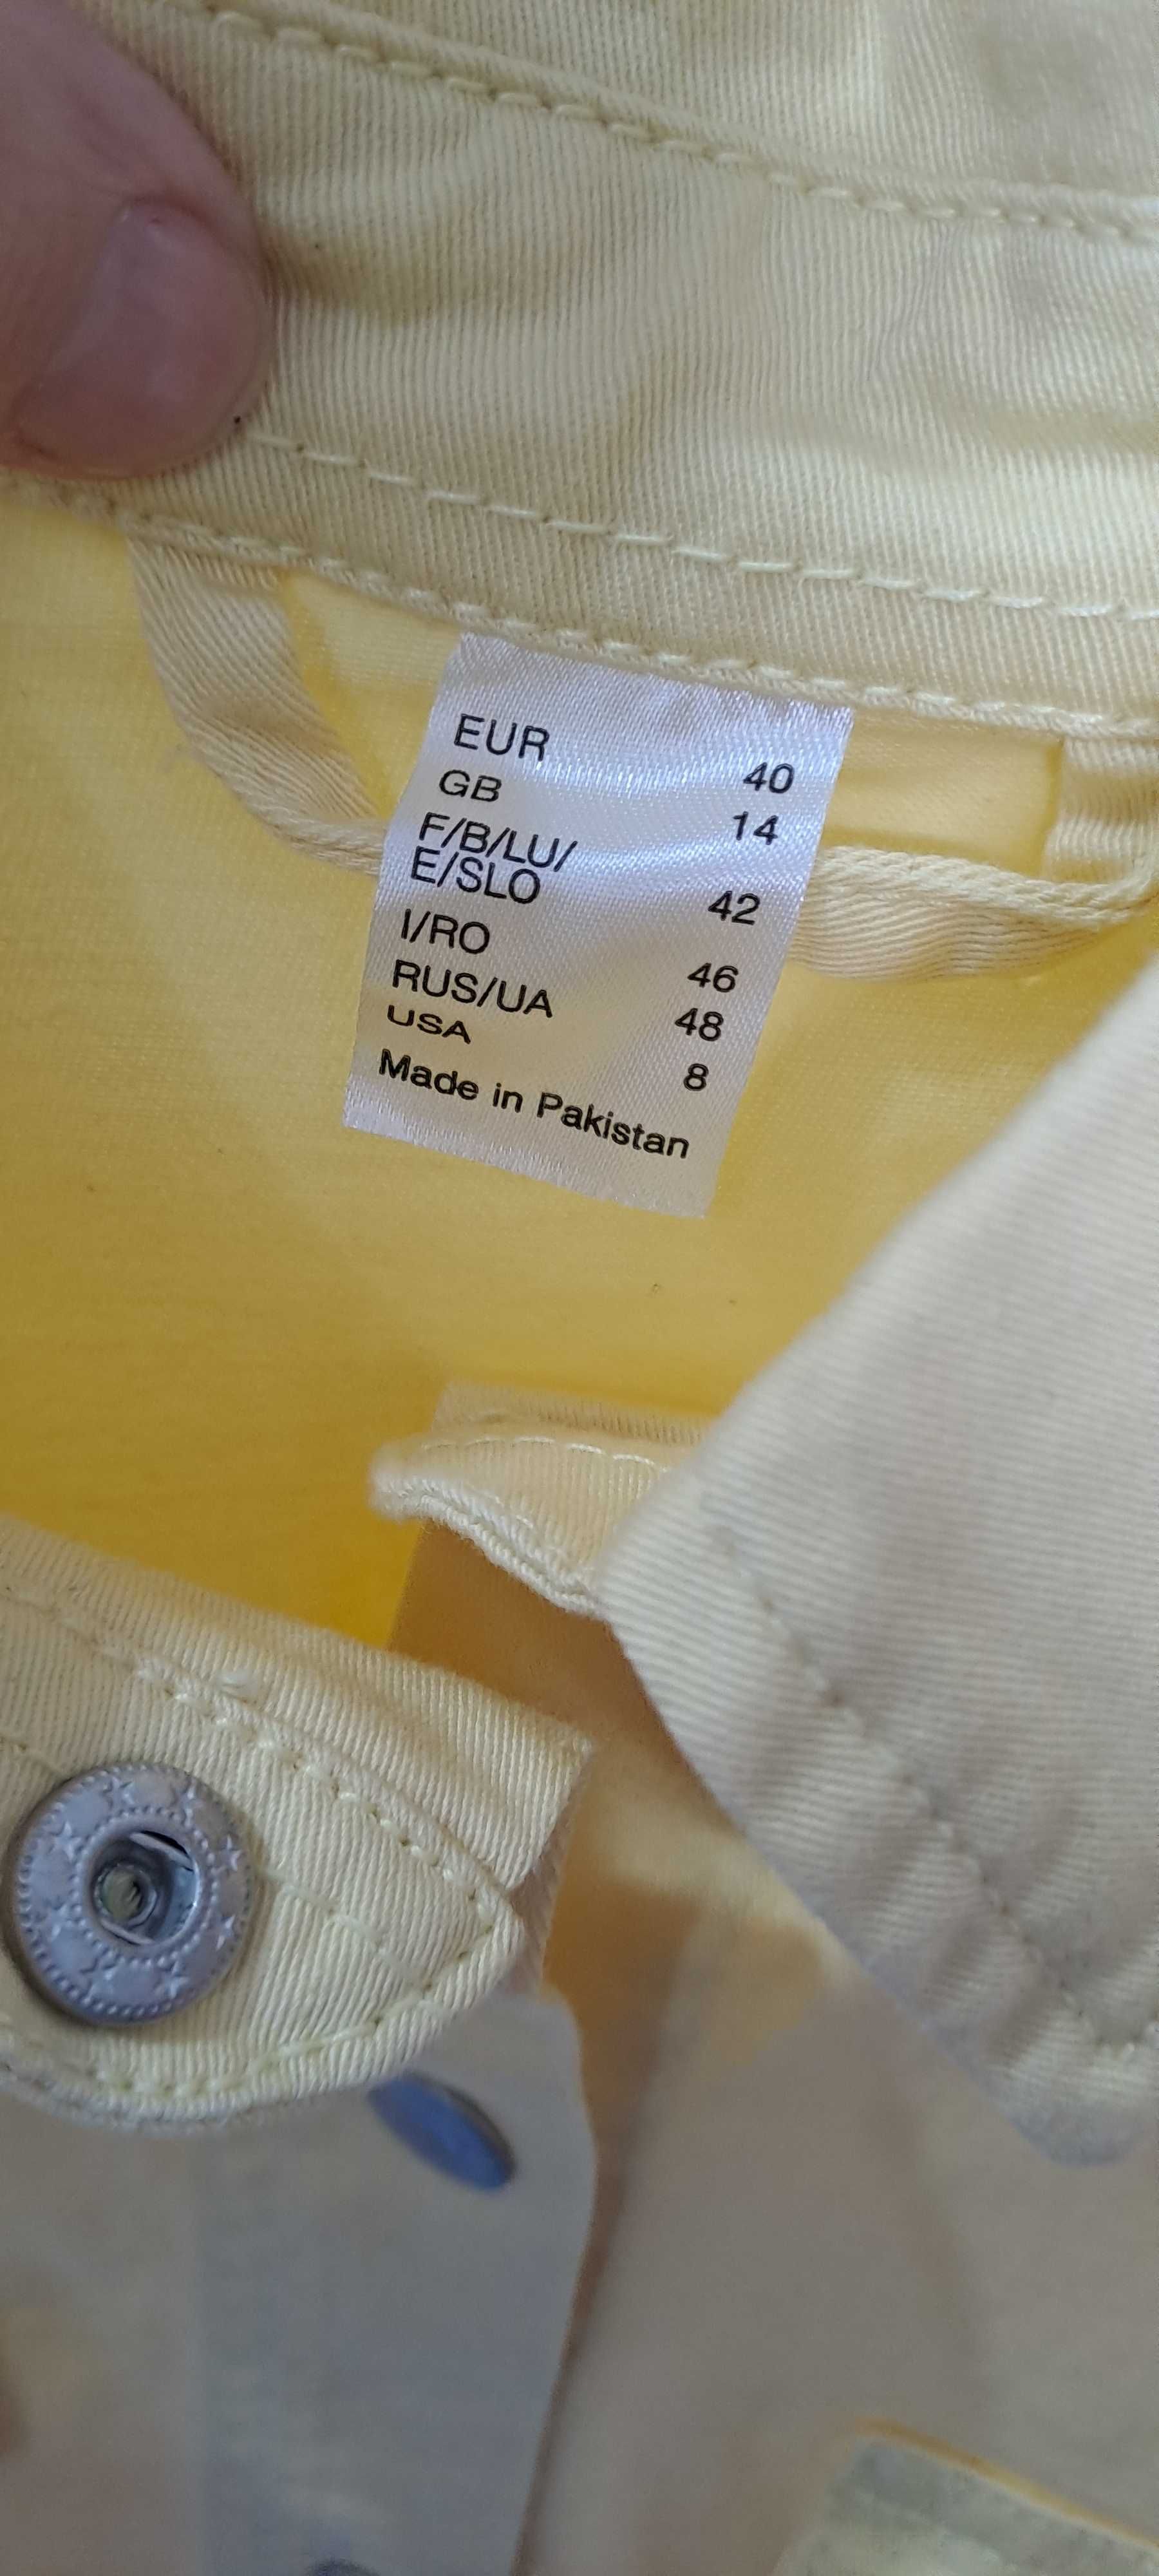 EUR 40
GB 14
F/B/LU/
E/SLO 42
I/RO 46
RUS/UA 48
USA 8
Made in Pakistan